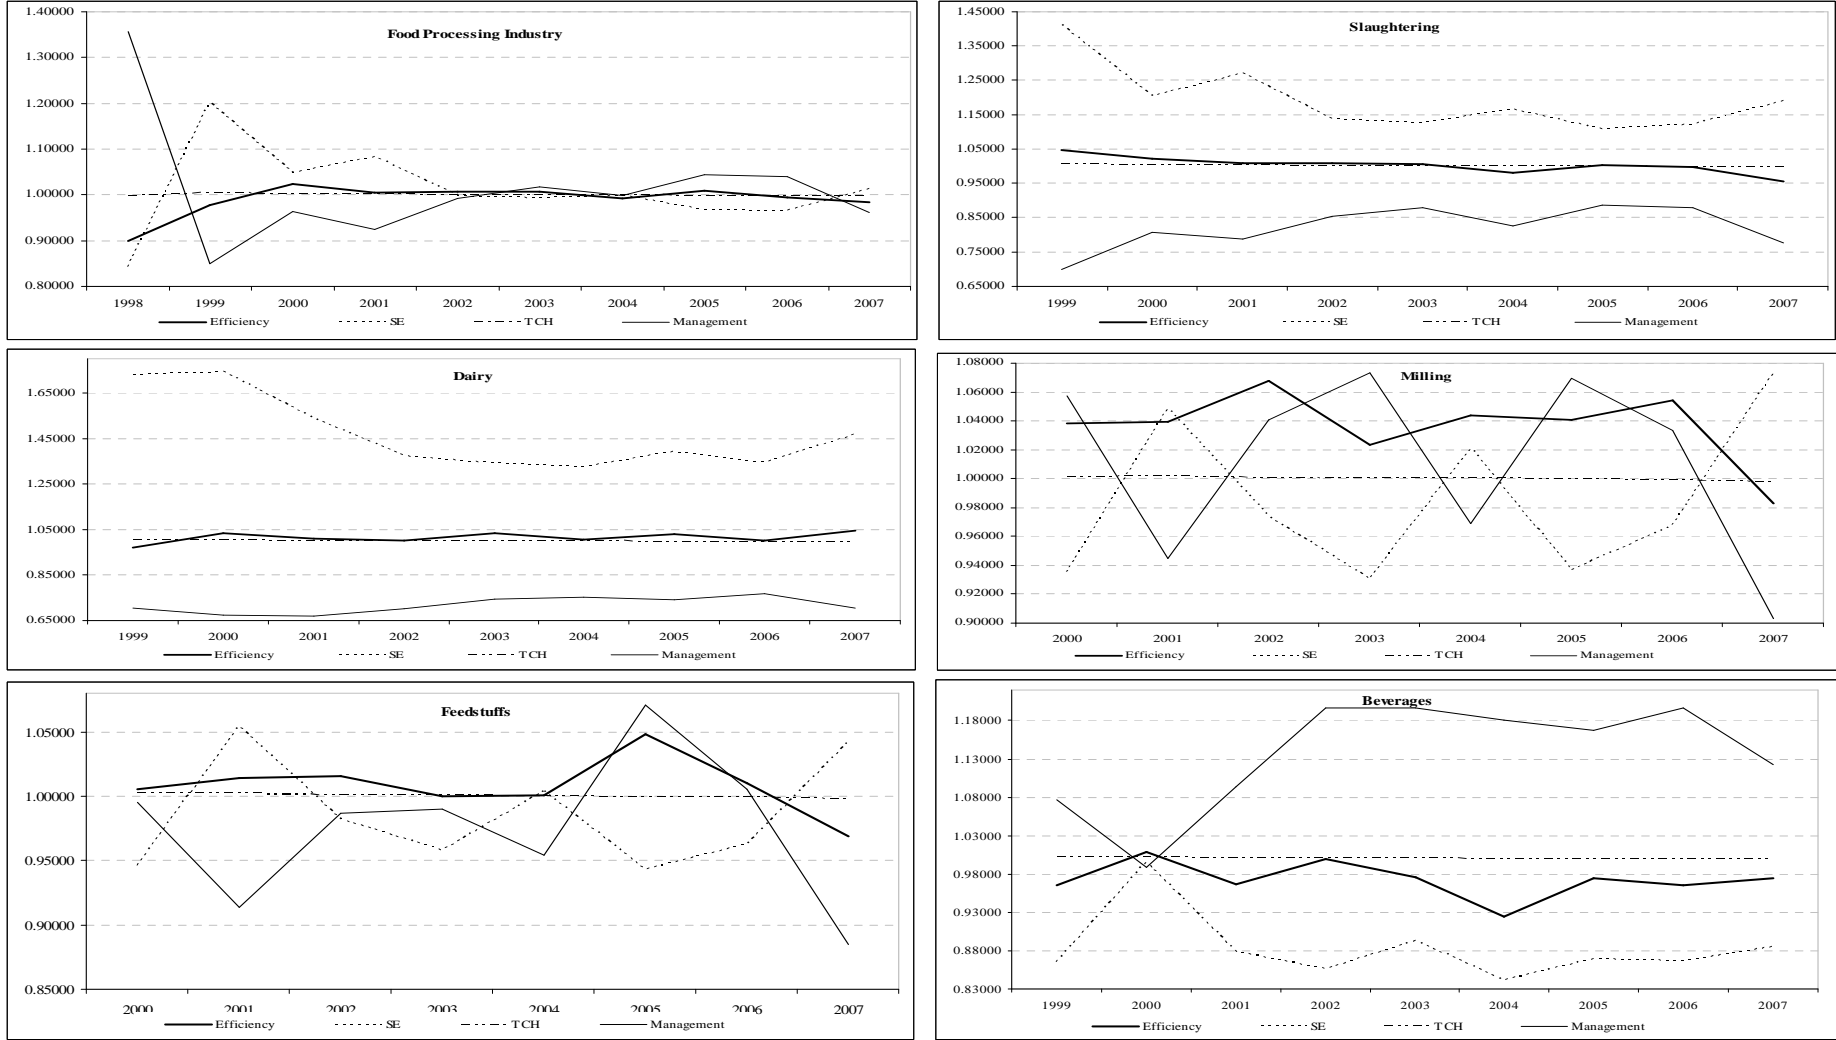 Food Processing Industry
1.40000
1.30000
1.20000
1.10000
1.00000
0.90000
0.80000
1998 1999 2000 2001 2002 2003 2004 2005 2006 2007
Efficiency SE TCH Management
Slaughtering
1.45000
1.35000
1.25000
1.15000
1.05000
0.95000
0.85000
0.75000
0.65000
1999 2000 2001 2002 2003 2004 2005 2006 2007
Efficiency SE TCH Management
Dairy
1.65000
1.45000
1.25000
1.05000
0.85000
0.65000
1999 2000 2001 2002 2003 2004 2005 2006 2007
Efficiency SE TCH Management
Milling
1.08000
1.06000
1.04000
1.02000
1.00000
0.98000
0.96000
0.94000
0.92000
0.90000
2000 2001 2002 2003 2004 2005 2006 2007
Efficiency SE TCH Management
Feedstuffs
1.05000
1.00000
0.95000
0.90000
0.85000
2000 2001 2002 2003 2004 2005 2006 2007
Efficiency SE TCH Management
Beverages
1.18000
1.13000
1.08000
1.03000
0.98000
0.93000
0.88000
0.83000
1999 2000 2001 2002 2003 2004 2005 2006 2007
Efficiency SE TCH Management